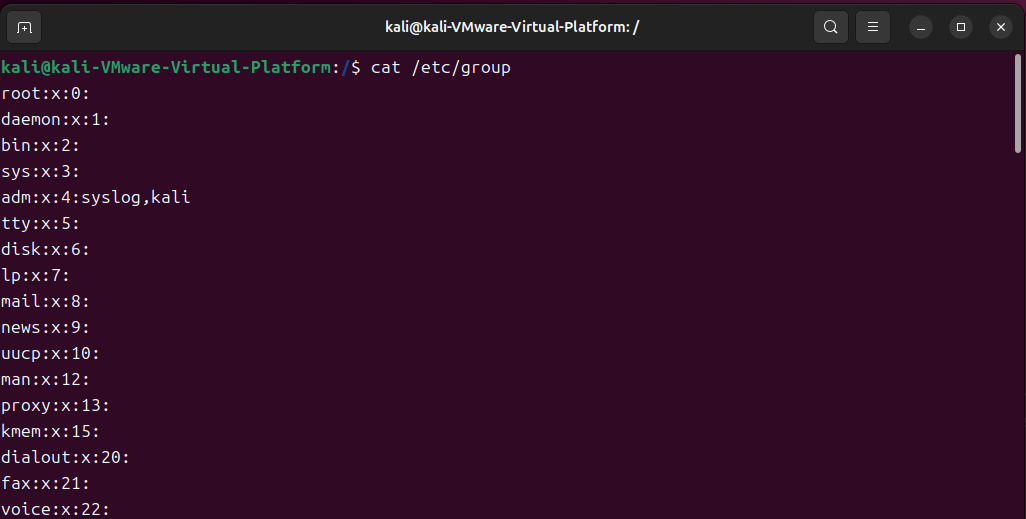 kali@kali-VMware-Virtual-Platform: /
kali@kali-VMware-Virtual-Platform:/$ cat /etc/group
root:x:0:
daemon:x:1:
bin:x:2:
sys:x:3:
adm:x:4:syslog,kali
tty:x:5:
disk:x:6:
lp:x:7:
mail:x:8:
news:x:9:
uucp:x:10:
man:x:12:
proxy:x:13:
kmem:x:15:
dialout:x:20:
fax:x:21:
voice:x:22: